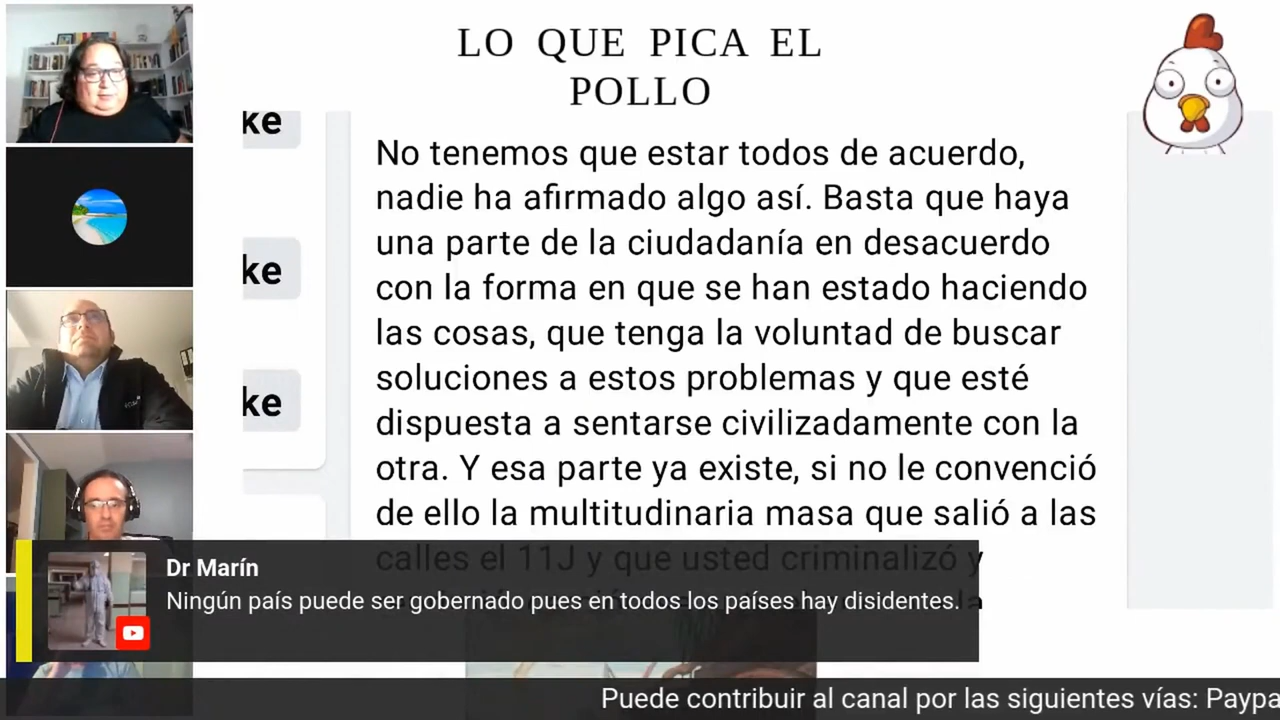 LO QUE PICA EL
POLLO
ke
ke
ke
No tenemos que estar todos de acuerdo,
nadie ha afirmado algo así. Basta que haya
una parte de la ciudadanía en desacuerdo
con la forma en que se han estado haciendo
las cosas, que tenga la voluntad de buscar
soluciones a estos problemas y que esté
dispuesta a sentarse civilizadamente con la
otra. Y esa parte ya existe, si no le convenció
de ello la multitudinaria masa que salió a las
calles el 11J y que usted criminalizó y
Dr Marín
Ningún país puede ser gobernado pues en todos los países hay disidentes.
Puede contribuir al canal por las siguientes vías: Paypa